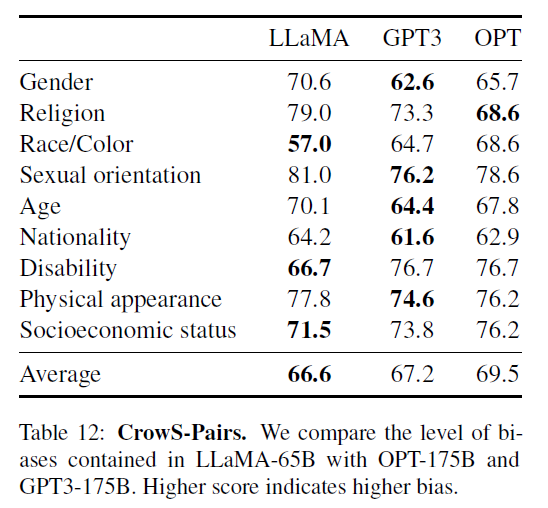 LLaMA GPT3 OPT
Gender 70.6 62.6 65.7
Religion 79.0 73.3 68.6
Race/Color 57.0 64.7 68.6
Sexual orientation 81.0 76.2 78.6
Age 70.1 64.4 67.8
Nationality 64.2 61.6 62.9
Disability 66.7 76.7 76.7
Physical appearance 77.8 74.6 76.2
Socioeconomic status 71.5 73.8 76.2
Average 66.6 67.2 69.5
Table 12: CrowS-Pairs. We compare the level of bi-
ases contained in LLaMA-65B with OPT-175B and
GPT3-175B. Higher score indicates higher bias.